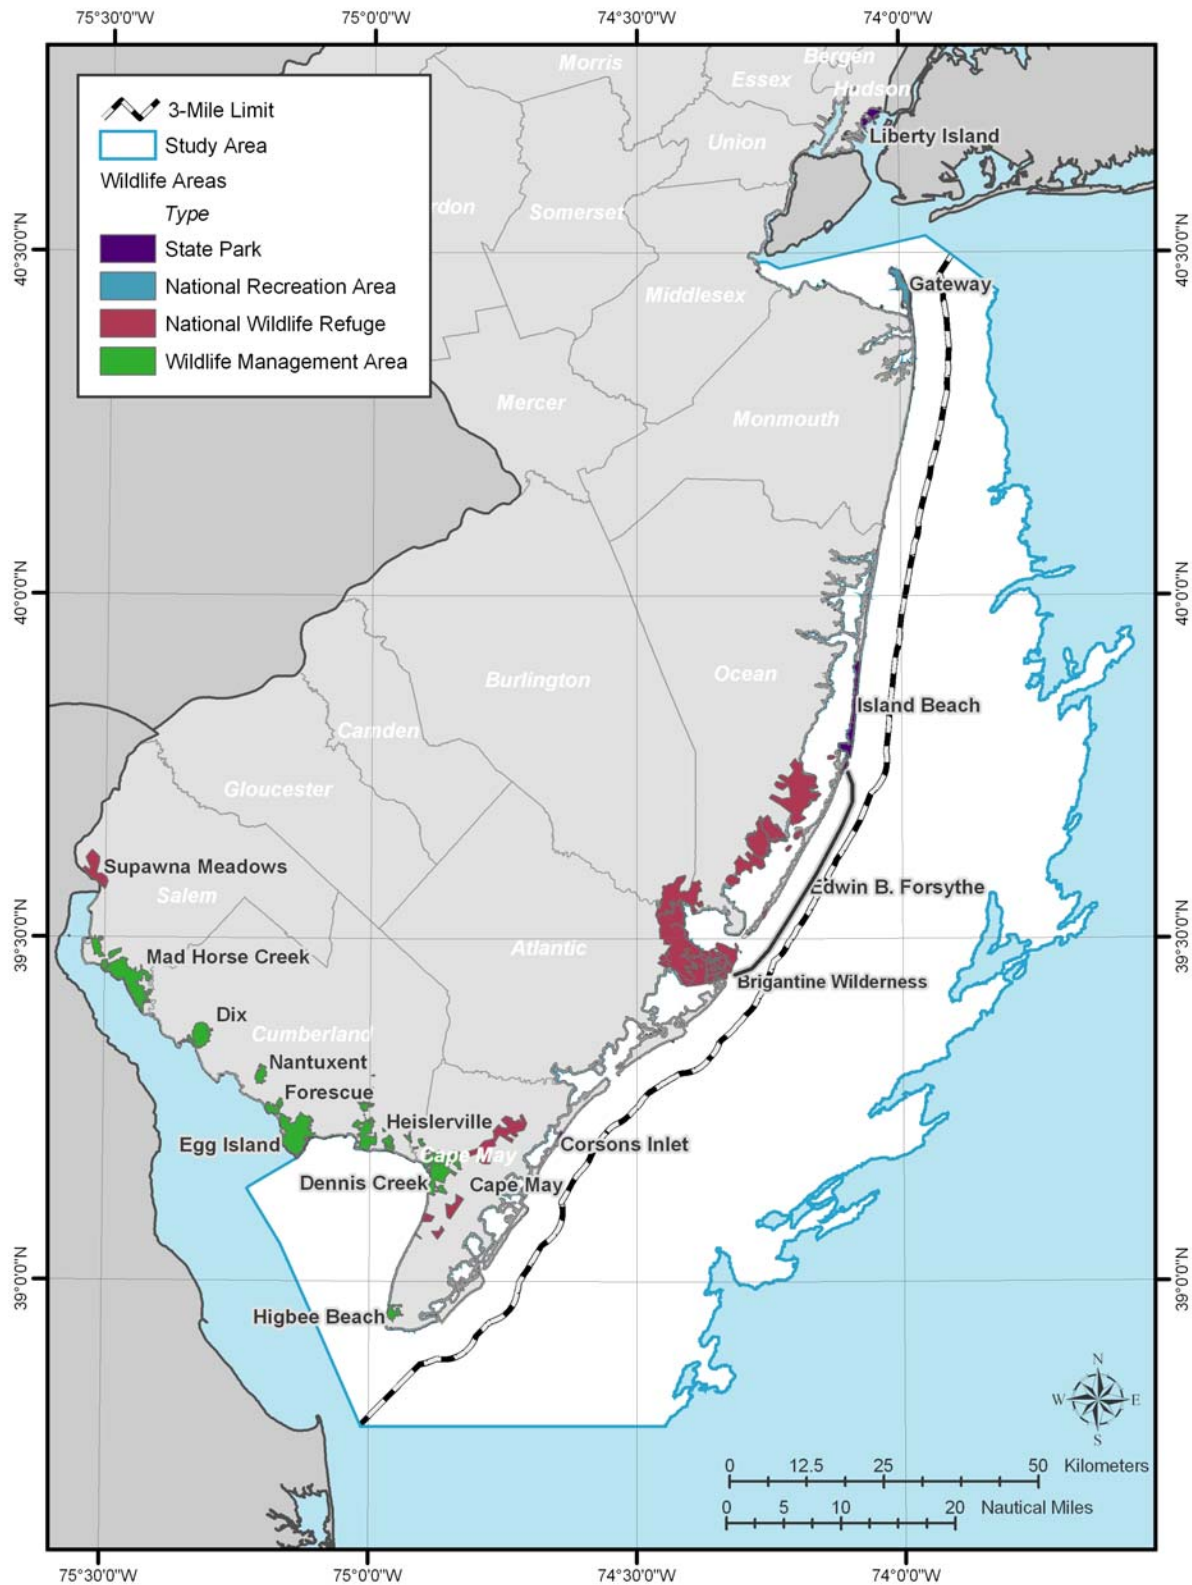 75°30'0"W 75°0'0"W 74°30'0"W 74°0'0"W
3-Mile Limit
Study Area
Wildlife Areas
Type
State Park
National Recreation Area
National Wildlife Refuge
Wildlife Management Area
Morris
Bergen
Essex
Hudson
Liberty Island
Union
rdon
Somerset
40°30'0"N
40°30'0"N
Middlesex
Gateway
Mercer
Monmouth
40°0'0"N
40°0'0"N
Burlington
Ocean
Island Beach
Camden
Gloucester
Supawna Meadows
Salem
Edwin B. Forsythe
39°30'0"N
39°30'0"N
Atlantic
Mad Horse Creek
Brigantine Wilderness
Dix
Cumberland
Nantuxent
Forescue
Heislerville
Egg Island
Corsons Inlet
Cape May
Dennis Creek
Cape May
39°0'0"N
39°0'0"N
Higbee Beach
N
W E
S
0 12.5 25 50 Kilometers
0 5 10 20 Nautical Miles
75°30'0"W 75°0'0"W 74°30'0"W 74°0'0"W